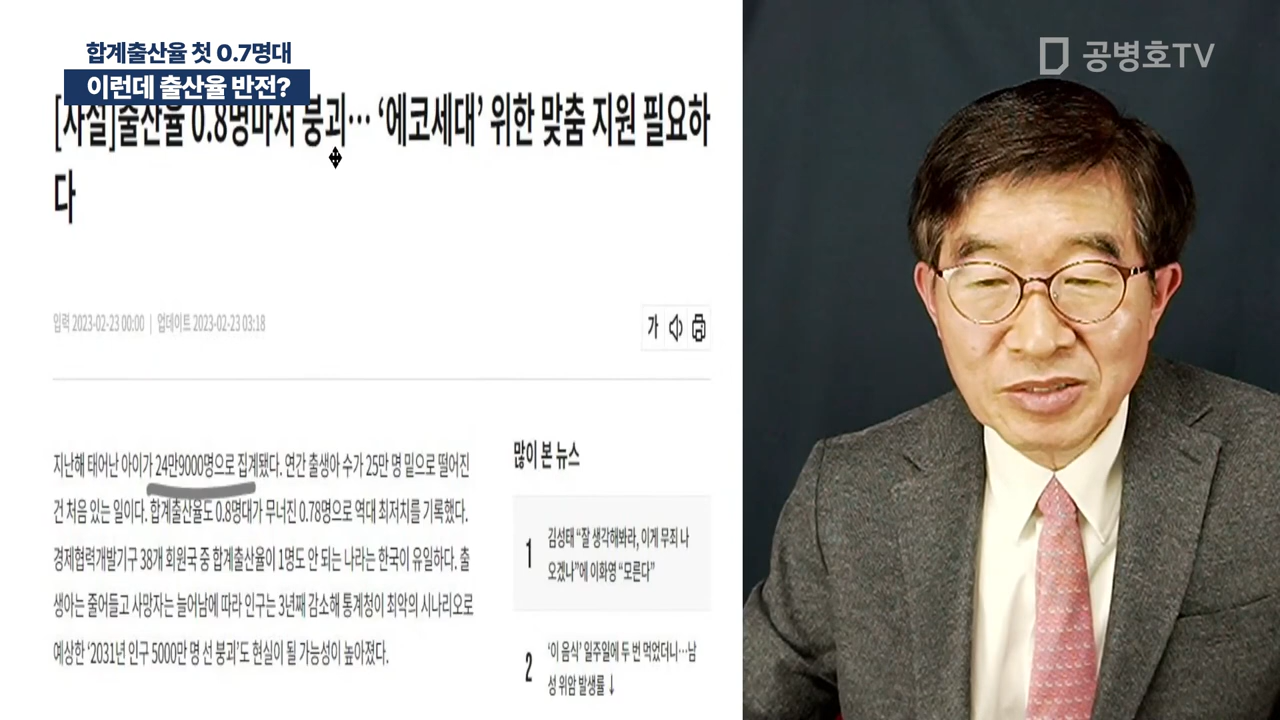 합계출산율 첫 0.7명대
이런데 출산율 반전?
공병호TV
[사설]출산율 0.8명마저 붕괴… ‘에코세대’ 위한 맞춤 지원 필요하
다
입력 2023-02-23 00:00 | 업데이트 2023-02-23 03:18
가
지난해 태어난 아이가 24만9000명으로 집계됐다. 연간 출생아 수가 25만 명 밑으로 떨어진
건 처음 있는 일이다. 합계출산율도 0.8명대가 무너진 0.78명으로 역대 최저치를 기록했다.
경제협력개발기구 38개 회원국 중 합계출산율이 1명도 안 되는 나라는 한국이 유일하다. 출
생아는 줄어들고 사망자는 늘어남에 따라 인구는 3년째 감소해 통계청이 최악의 시나리오로
예상한 ‘2031년 인구 5000만 명 선 붕괴’도 현실이 될 가능성이 높아졌다.
많이 본 뉴스
1
김성태 “잘 생각해봐라, 이게 무죄 나
오겠나”에 이화영 “모른다”
2
‘이 음식’ 일주일에 두 번 먹었더니…남
성 위암 발생률 ↓